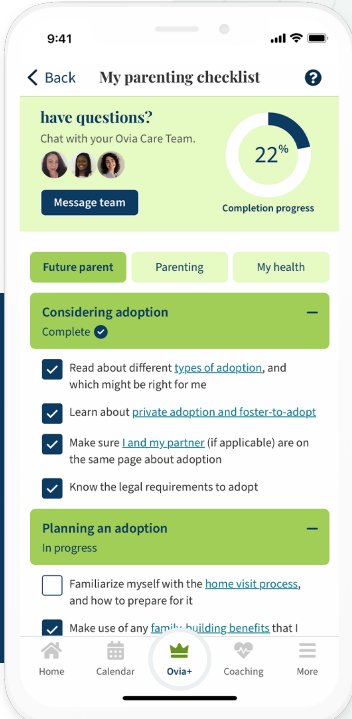 9:41
Back
My parenting checklist
?
have questions?
Chat with your Ovia Care Team.
Message team
22%
Completion progress
Future parent
Parenting
My health
Considering adoption
Complete
Read about different types of adoption, and
which might be right for me
Learn about private adoption and foster-to-adopt
Make sure I and my partner (if applicable) are on
the same page about adoption
Know the legal requirements to adopt
Planning an adoption
In progress
Familiarize myself with the home visit process,
and how to prepare for it
Make use of any family-building benefits that I
Home
Calendar
Ovia+
Coaching
More